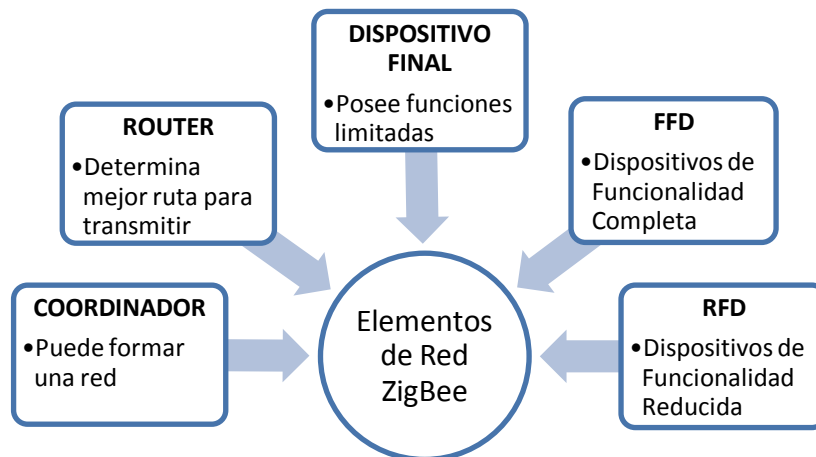 COORDINADOR
•Puede formar
una red
ROUTER
•Determina
mejor ruta para
transmitir
DISPOSITIVO
FINAL
•Posee funciones
limitadas
FFD
•Dispositivos de
Funcionalidad
Completa
RFD
•Dispositivos de
Funcionalidad
Reducida
Elementos
de Red
ZigBee